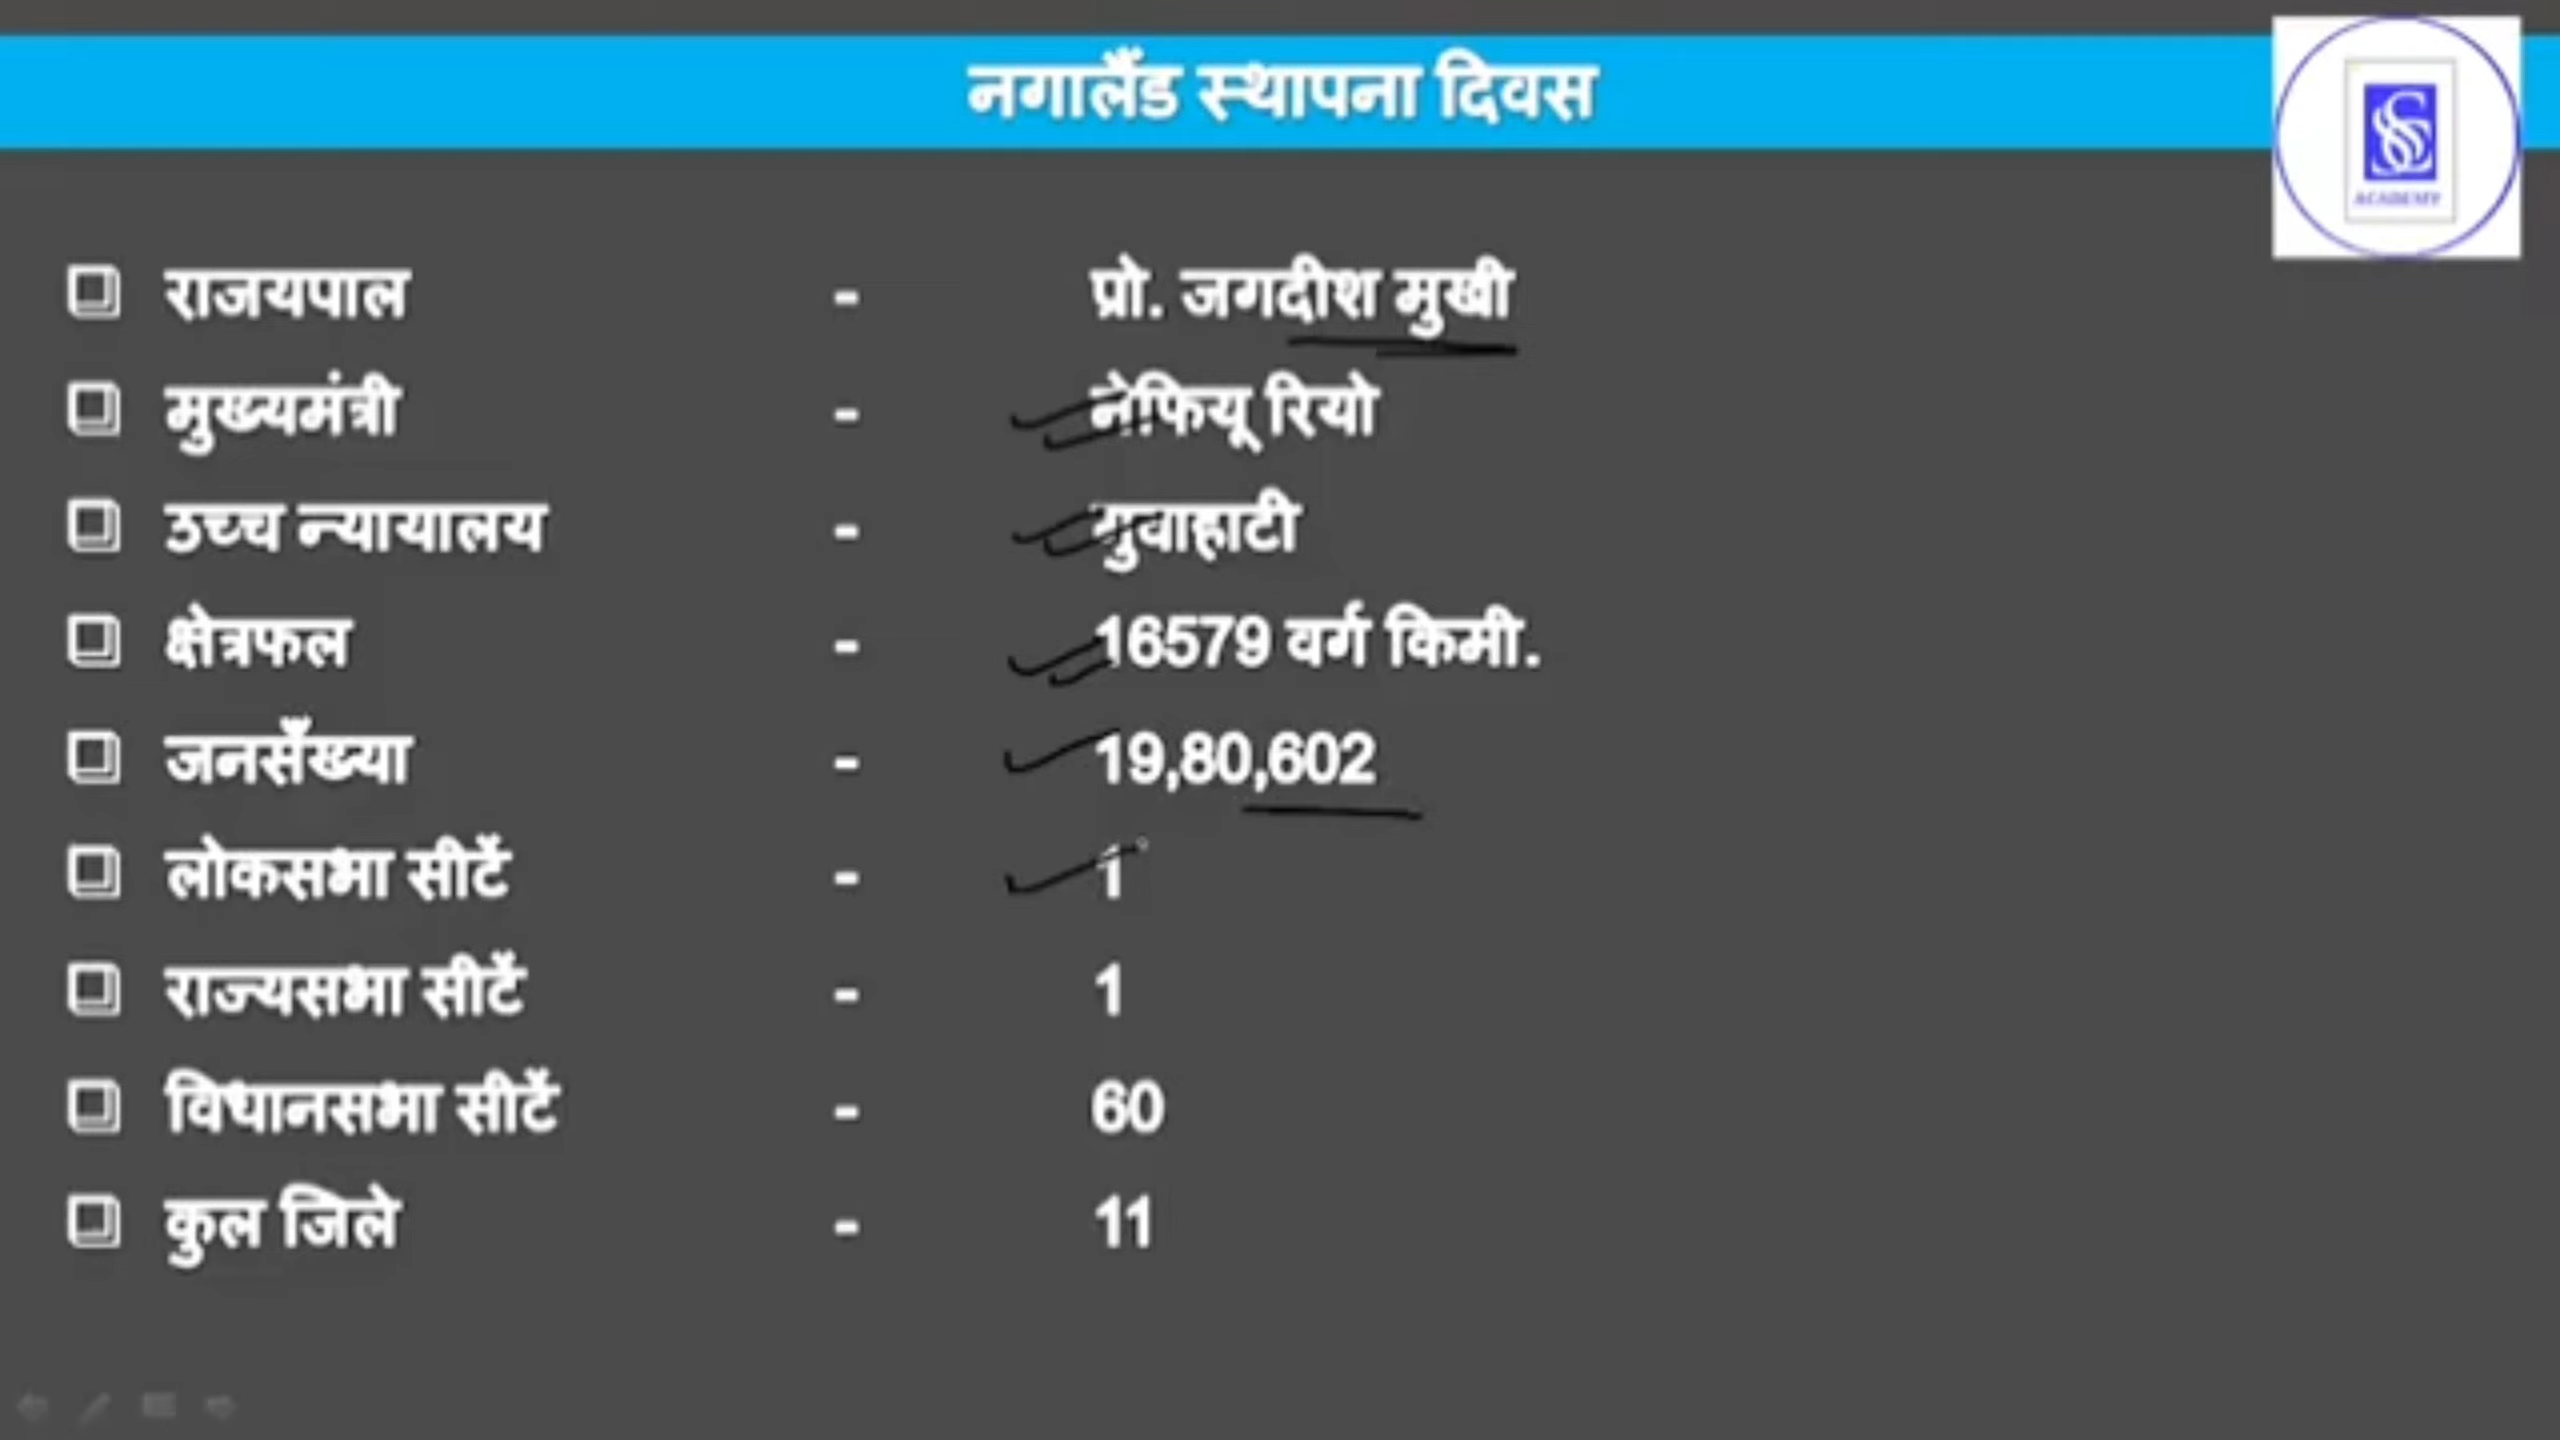 नगालैंड स्थापना दिवस
ACADEMY
राजयपाल - प्रो. जगदीश मुखी
मुख्यमंत्री - नेफियू रियो
उच्च न्यायालय - गुवाहाटी
क्षेत्रफल - 16579 वर्ग किमी.
जनसँख्या - 19,80,602
लोकसभा सीटें - 1
राज्यसभा सीटें - 1
विधानसभा सीटें - 60
कुल जिले - 11